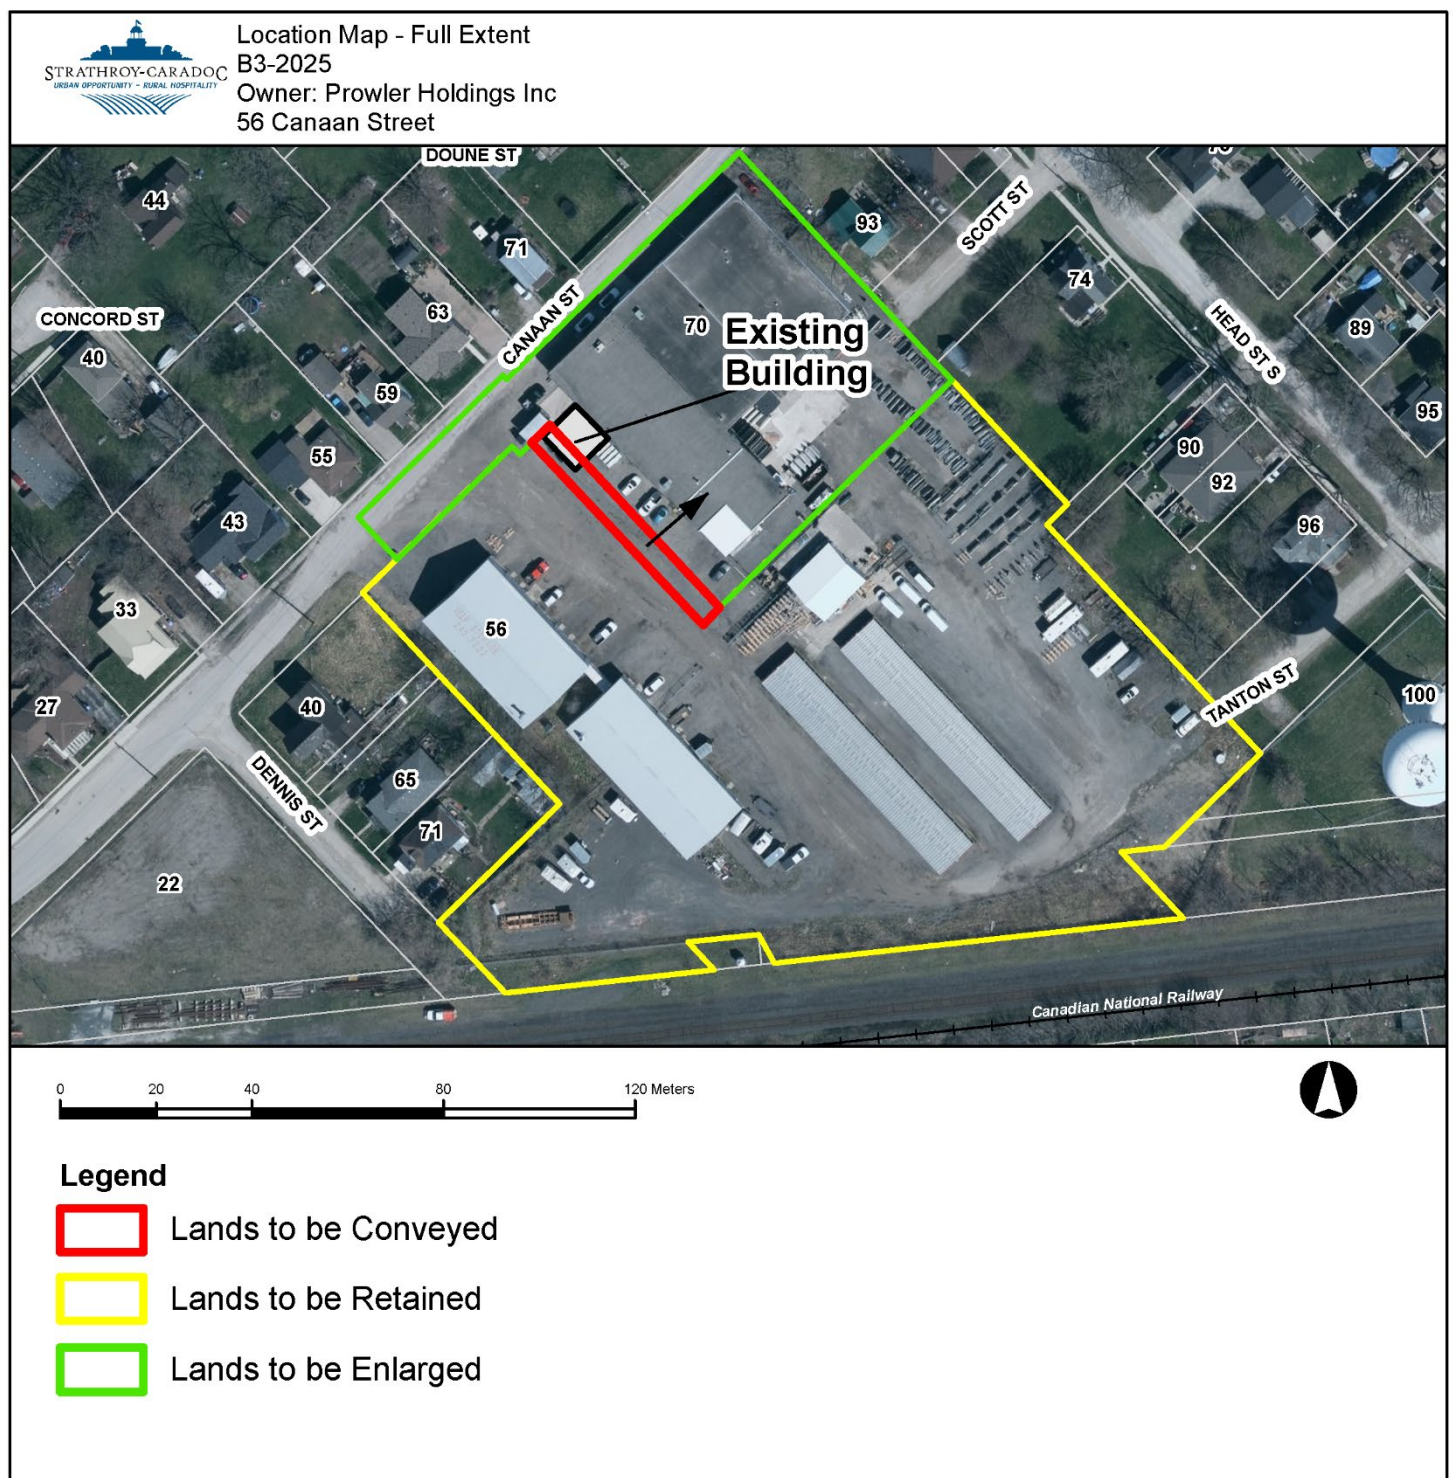 STRATHROY-CARADOC
URBAN OPPORTUNITY - RURAL HOSPITALITY
Location Map - Full Extent
B3-2025
Owner: Prowler Holdings Inc
56 Canaan Street
DOUNE ST
44
71
93
SCOTT ST
74
CONCORD ST
40
63
CANAAN ST
70
Existing
Building
HEAD ST S
89
59
95
55
90
92
43
96
33
56
27
40
TANTON ST
100
65
DENNIS ST
71
22
Canadian National Railway
0 20 40 80 120 Meters
Legend
Lands to be Conveyed
Lands to be Retained
Lands to be Enlarged